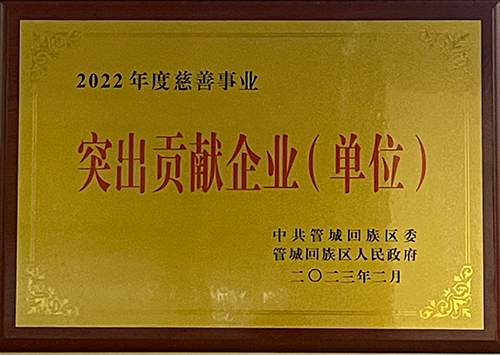 2022年度慈善事业
突出贡献企业（单位）
中共管城回族区委
管城回族区人民政府
二〇二三年二月